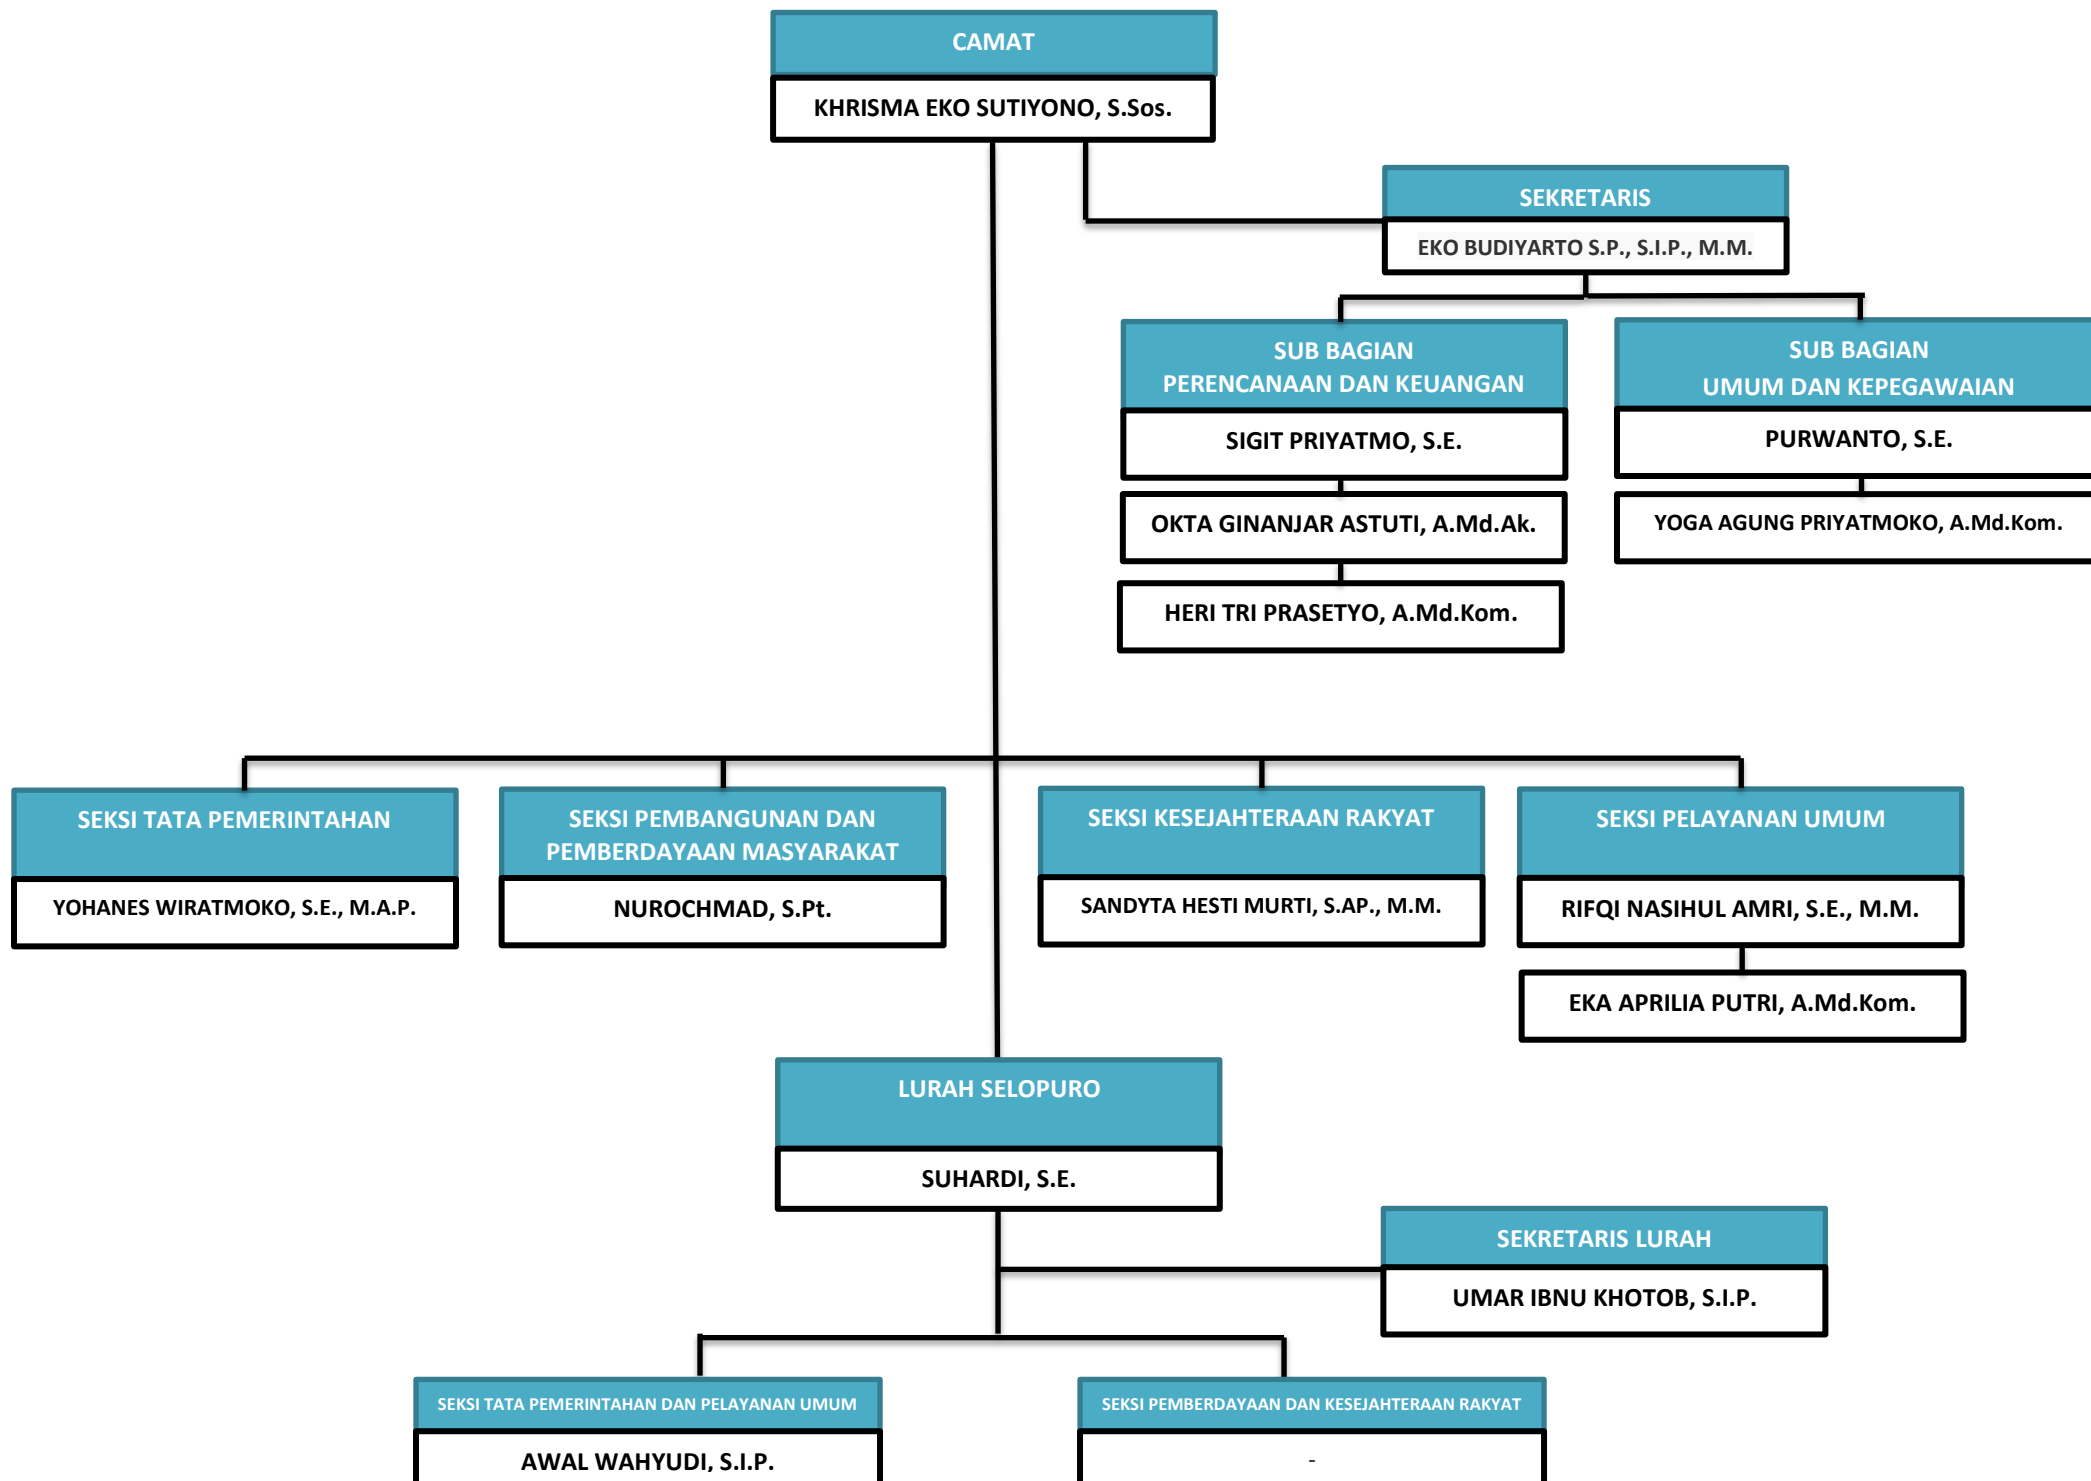 CAMAT
KHRISMA EKO SUTIYONO, S.Sos.
SEKRETARIS
EKO BUDIYARTO S.P., S.I.P., M.M.
SUB BAGIAN
PERENCANAAN DAN KEUANGAN
SIGIT PRIYATMO, S.E.
OKTA GINANJAR ASTUTI, A.Md.Ak.
HERI TRI PRASETYO, A.Md.Kom.
SUB BAGIAN
UMUM DAN KEPEGAWAIAN
PURWANTO, S.E.
YOGA AGUNG PRIYATMOKO, A.Md.Kom.
SEKSI TATA PEMERINTAHAN
YOHANES WIRATMOKO, S.E., M.A.P.
SEKSI PEMBANGUNAN DAN
PEMBERDAYAAN MASYARAKAT
NUROCHMAD, S.Pt.
SEKSI KESEJAHTERAAN RAKYAT
SANDYTA HESTI MURTI, S.AP., M.M.
SEKSI PELAYANAN UMUM
RIFQI NASIHUL AMRI, S.E., M.M.
EKA APRILIA PUTRI, A.Md.Kom.
LURAH SELOPURO
SUHARDI, S.E.
SEKRETARIS LURAH
UMAR IBNU KHOTOB, S.I.P.
SEKSI TATA PEMERINTAHAN DAN PELAYANAN UMUM
AWAL WAHYUDI, S.I.P.
SEKSI PEMBERDAYAAN DAN KESEJAHTERAAN RAKYAT
-